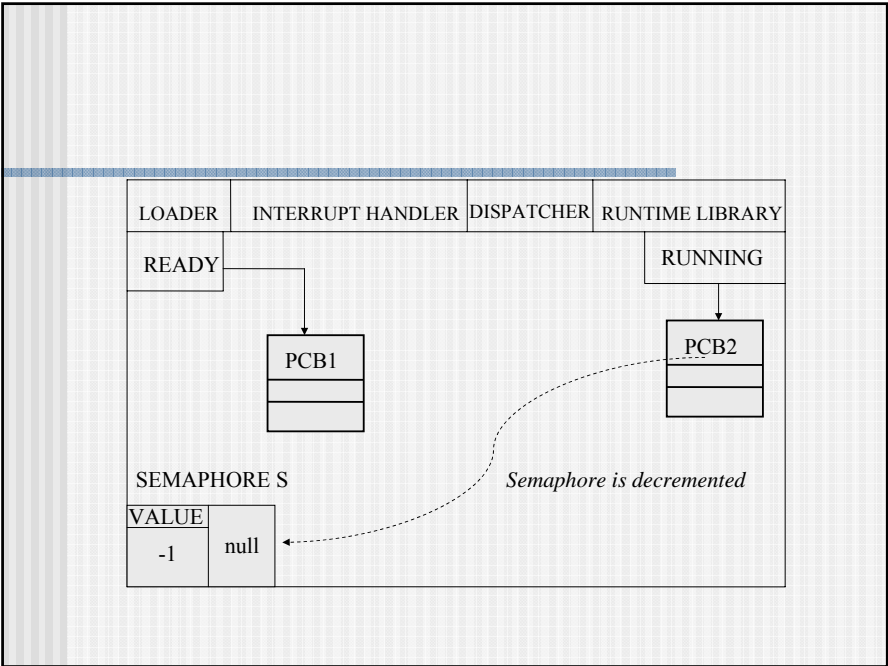 LOADER INTERRUPT HANDLER DISPATCHER RUNTIME LIBRARY
READY RUNNING
PCB1 PCB2
SEMAPHORE S Semaphore is decremented
VALUE
-1 null